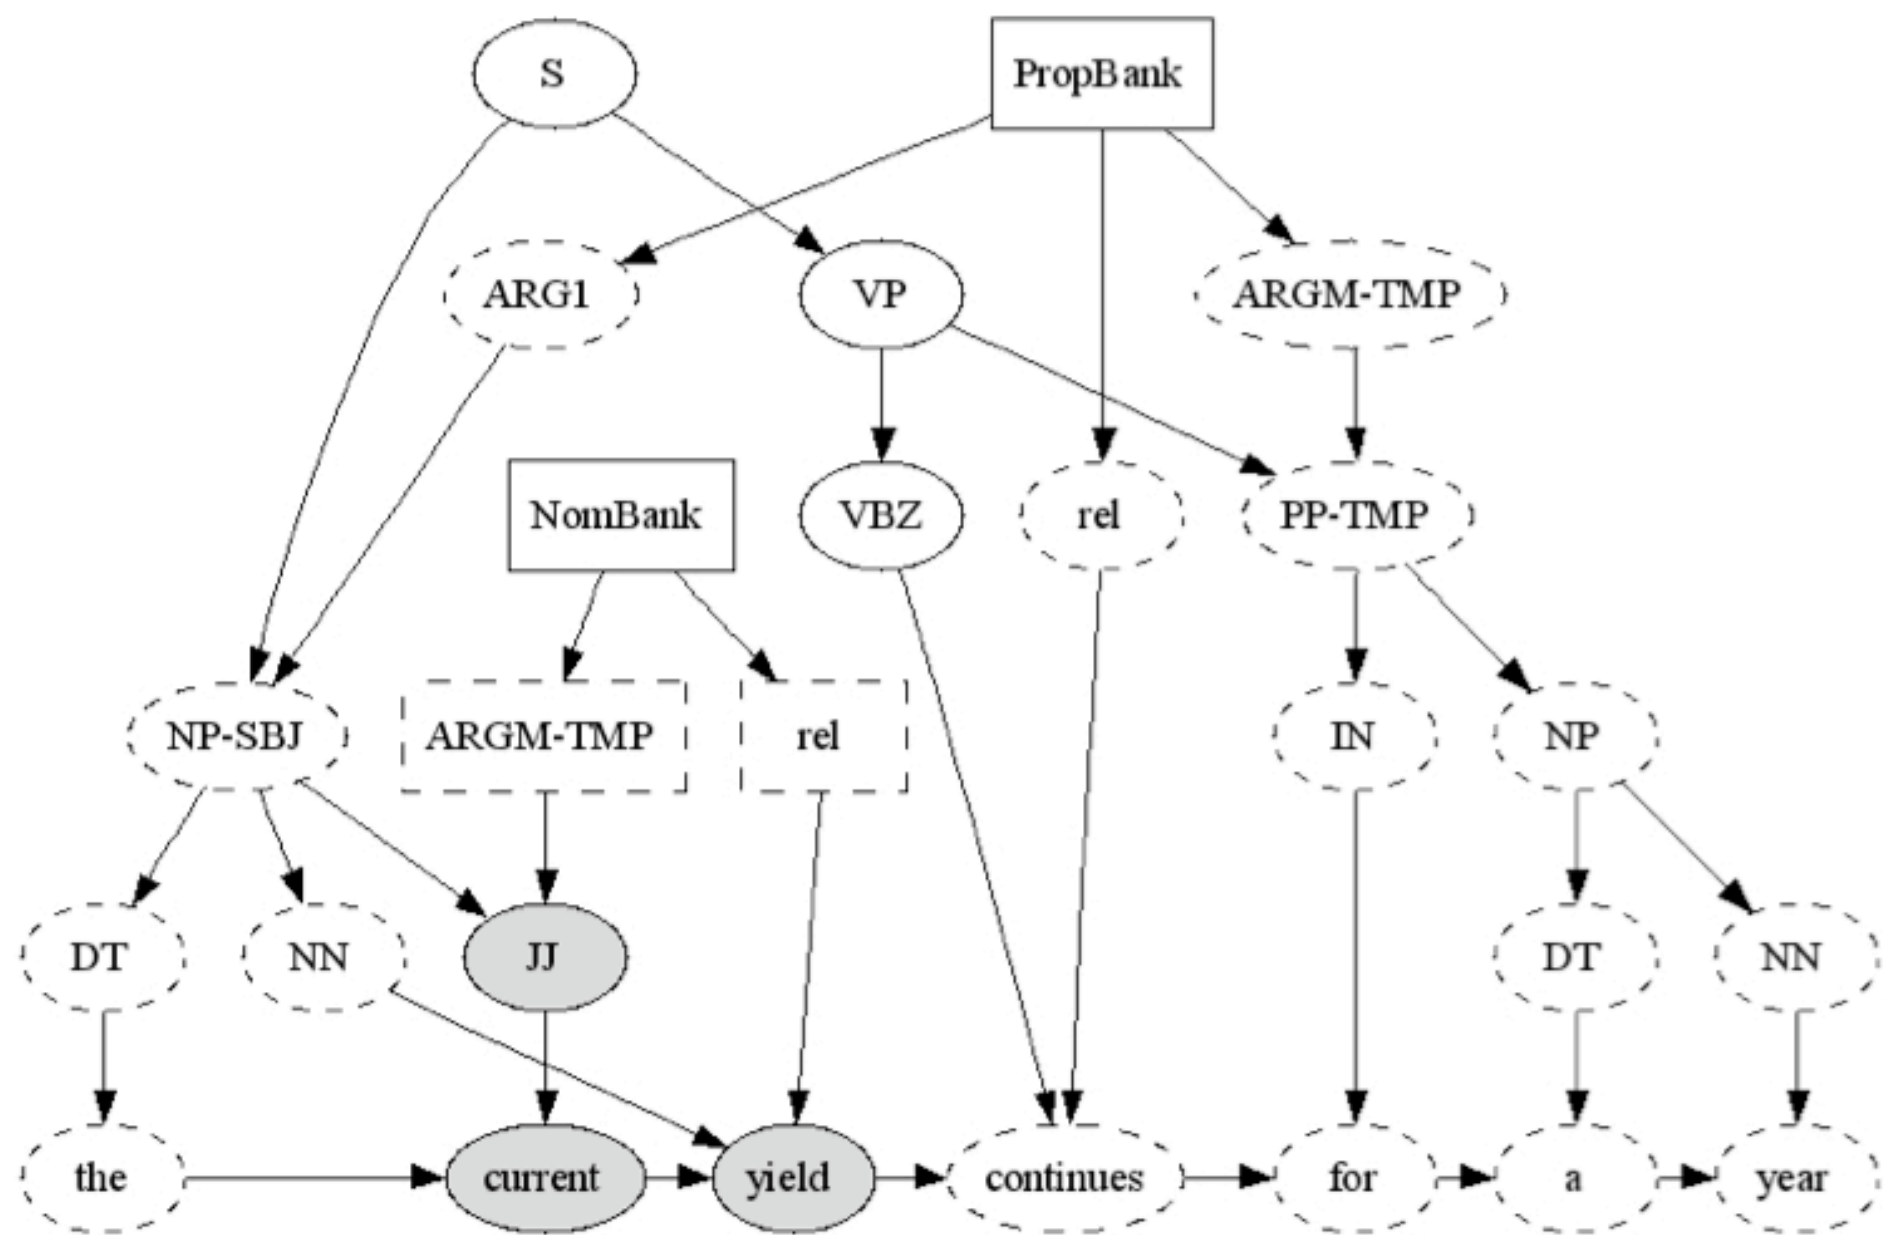 S PropBank
ARG1 VP ARGM-TMP
NomBank VBZ rel PP-TMP
NP-SBJ ARGM-TMP rel IN NP
DT NN JJ DT NN
the current yield continues for a year